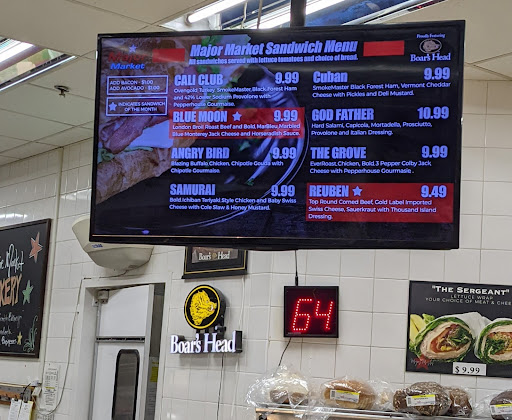 Major Market Sandwich Menu
All sandwiches served with lettuce tomatoes and choice of bread.
Proudly Featuring
Boar's Head
Market
ADD BACON - $1.00
ADD AVOCADO - $1.00
★ INDICATES SANDWICH
OF THE MONTH
CALI CLUB 9.99
Ovengold Turkey, SmokeMaster Black Forest Ham
and 42% Lower Sodium Provolone with
Pepperhouse Gourmaise.
BLUE MOON ★ 9.99
London Broil Roast Beef and Bold, MarBleu Marbled
Blue Monterey Jack Cheese and Horseradish Sauce.
ANGRY BIRD 9.99
Blazing Buffalo Chicken, Chipotle Gouda with
Chipotle Gourmaise.
SAMURAI 9.99
Bold Ichiban Teriyaki Style Chicken and Baby Swiss
Cheese with Cole Slaw & Honey Mustard.
Cuban 9.99
SmokeMaster Black Forest Ham, Vermont Cheddar
Cheese with Pickles and Deli Mustard.
GOD FATHER 10.99
Hard Salami, Capicola, Mortadella, Prosciutto,
Provolone and Italian Dressing.
THE GROVE 9.99
EverRoast Chicken, Bold 3 Pepper Colby Jack
Cheese with Pepperhouse Gourmaise.
REUBEN ★ 9.49
Top Round Corned Beef, Gold Label Imported
Swiss Cheese, Sauerkraut with Thousand Island
Dressing.
Boar's Head
Boar's Head
64
"THE SERGEANT"
LETTUCE WRAP
YOUR CHOICE OF MEAT & CHEE
$ 9,99